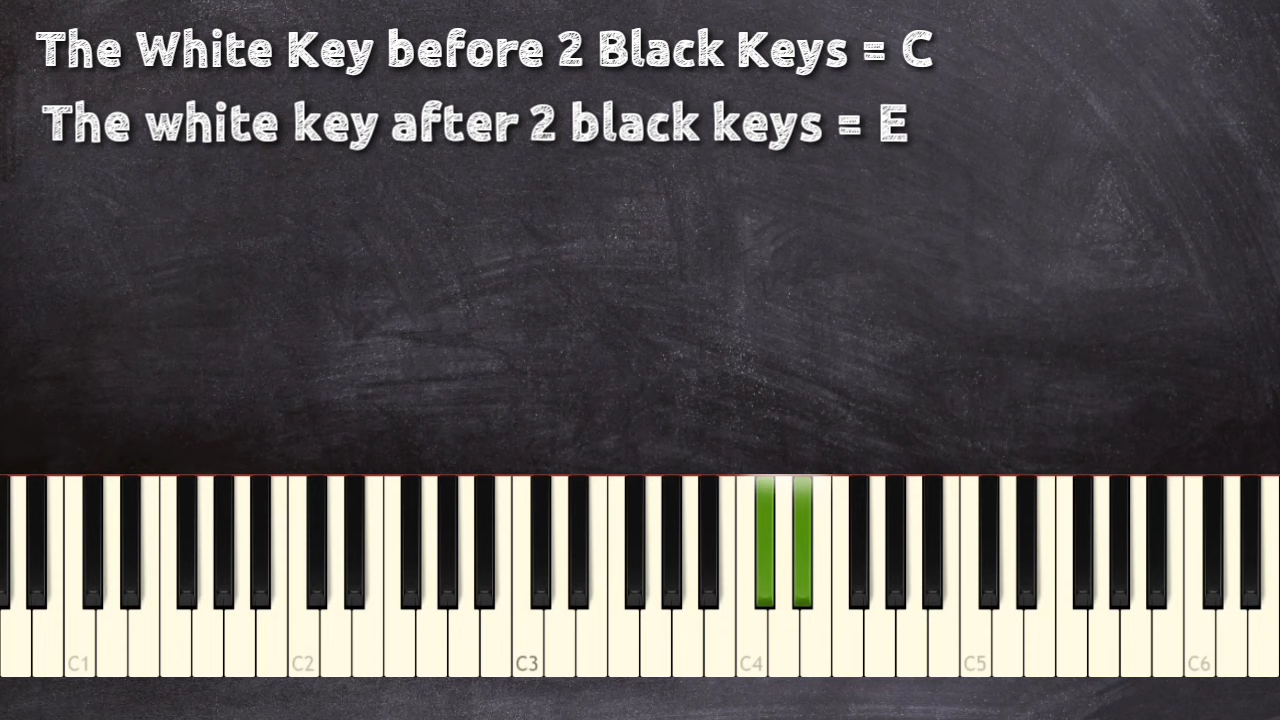 The White Key before 2 Black Keys = C
The white key after 2 black keys = E
C1 C2 C3 C4 C5 C6